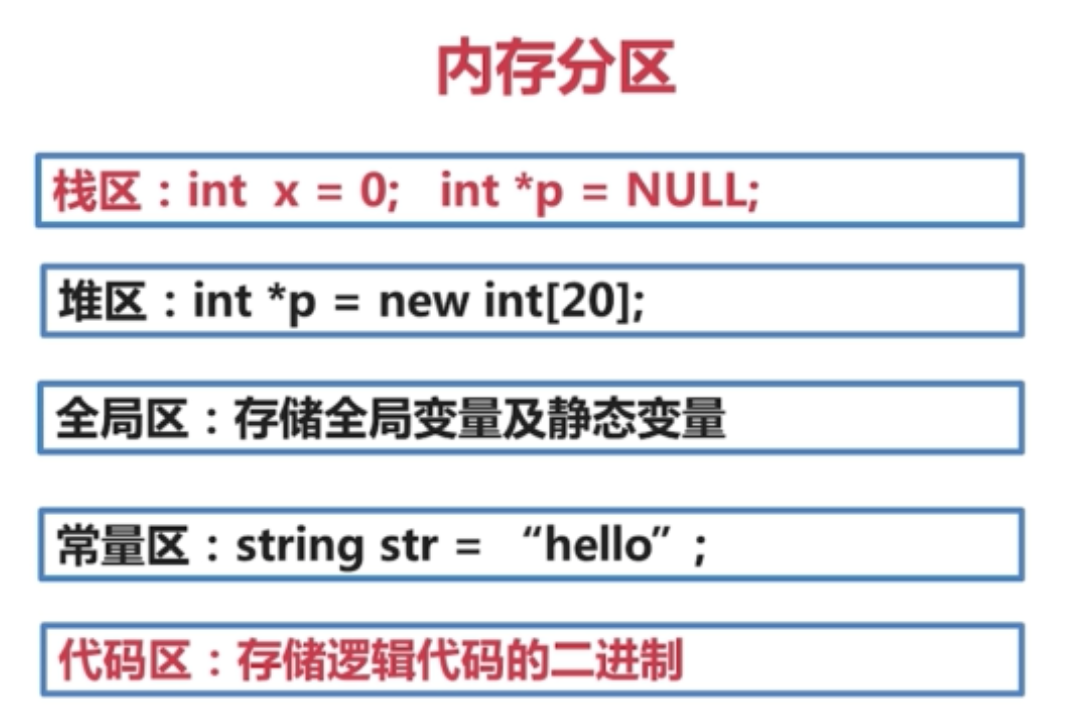 内存分区
栈区：int x = 0; int *p = NULL;
堆区：int *p = new int[20];
全局区：存储全局变量及静态变量
常量区：string str = “hello”;
代码区：存储逻辑代码的二进制